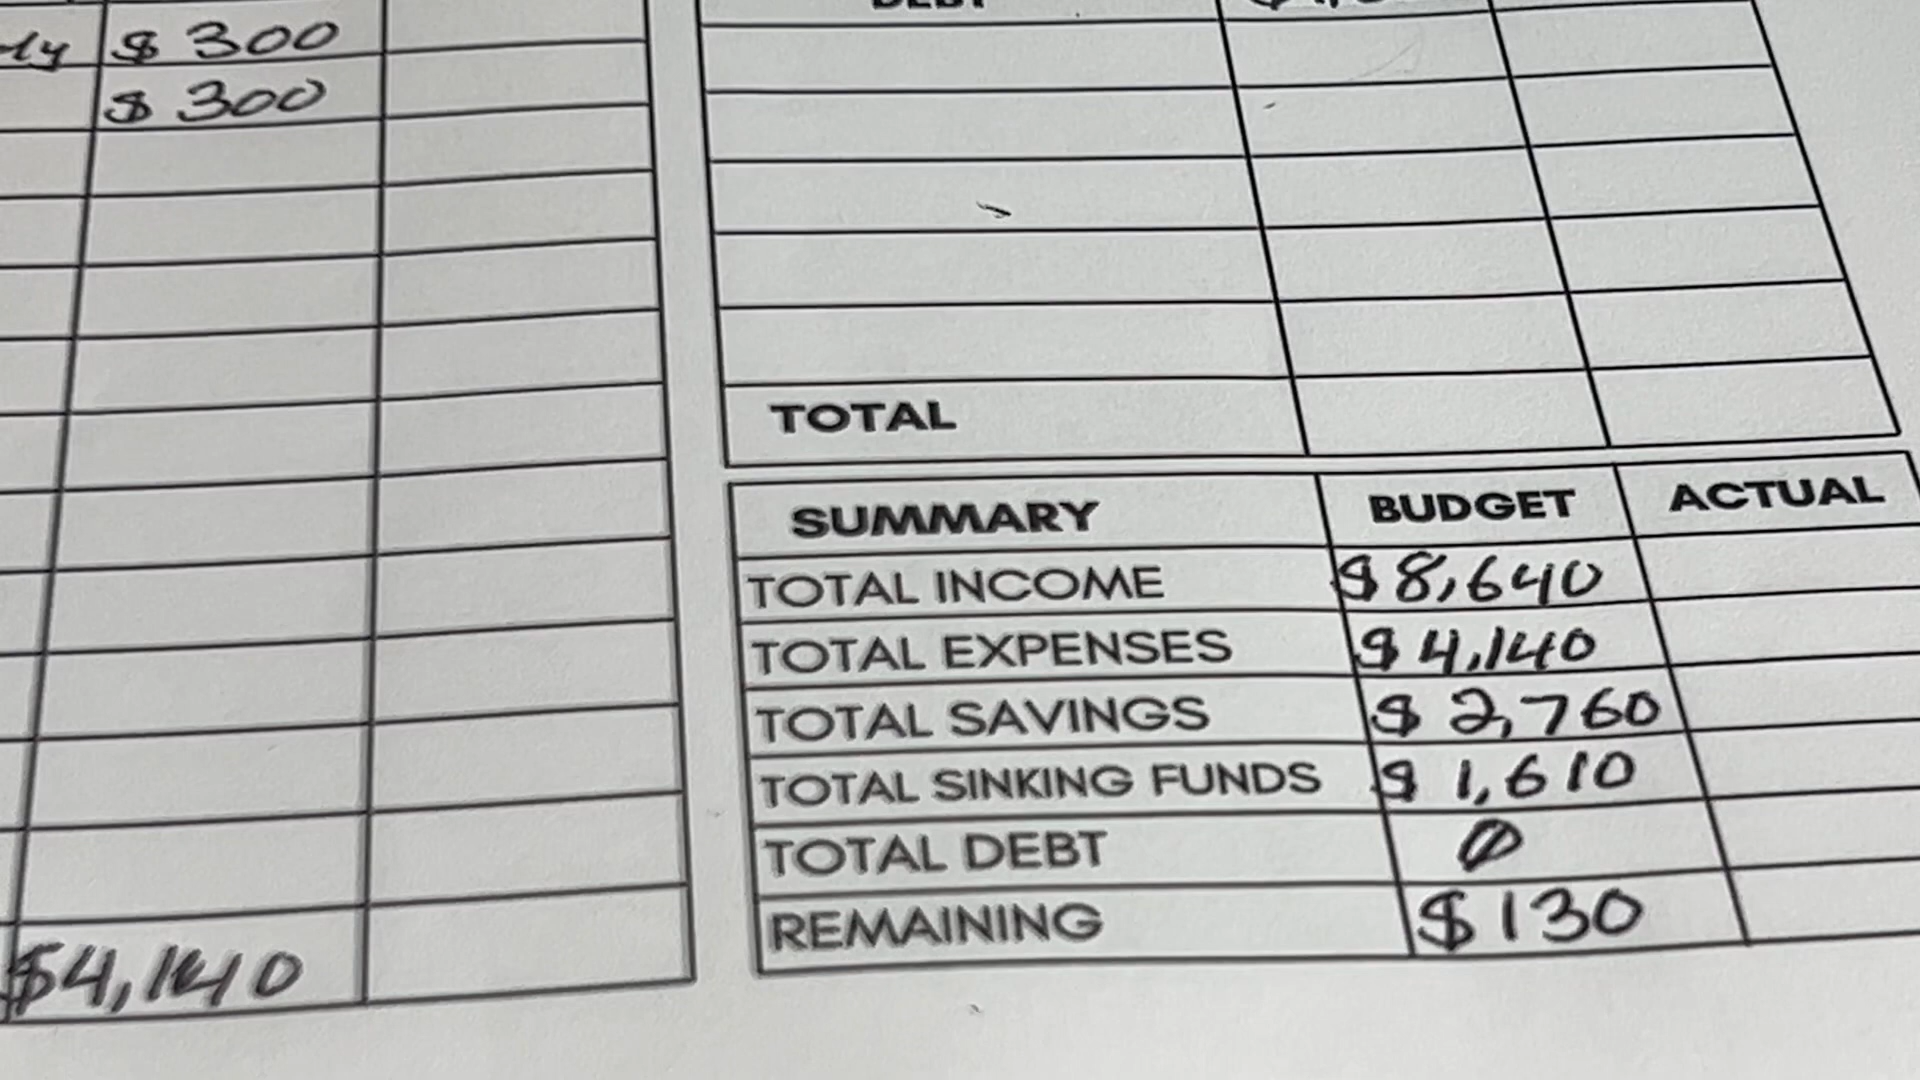 $ 300
$ 300
$4,140
DEBT
TOTAL
SUMMARY BUDGET ACTUAL
TOTAL INCOME $8,640
TOTAL EXPENSES $4,140
TOTAL SAVINGS $ 2,760
TOTAL SINKING FUNDS $ 1,610
TOTAL DEBT 0
REMAINING $130